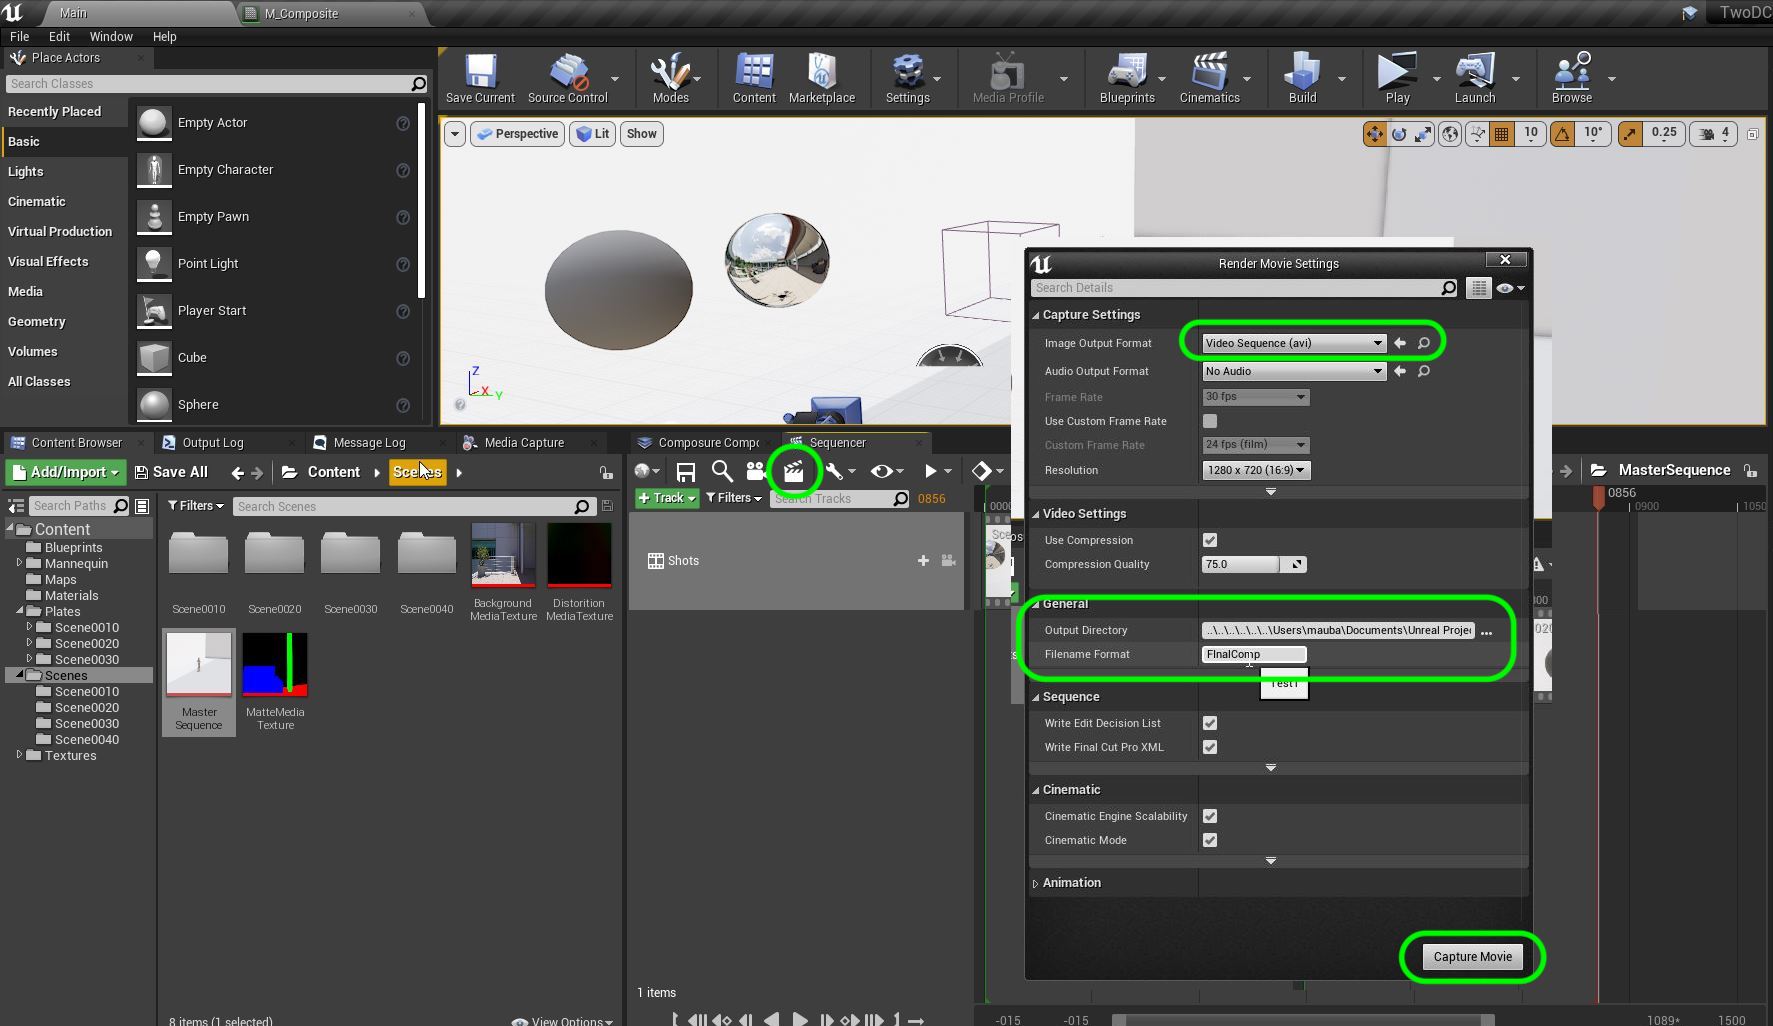 Main
M_Composite
TwoDC
File Edit Window Help
Place Actors
Search Classes
Recently Placed
Basic
Lights
Cinematic
Virtual Production
Visual Effects
Media
Geometry
Volumes
All Classes
Empty Actor
Empty Character
Empty Pawn
Point Light
Player Start
Cube
Sphere
Save Current
Source Control
Modes
Content
Marketplace
Settings
Media Profile
Blueprints
Cinematics
Build
Play
Launch
Browse
Perspective
Lit
Show
10
10°
0.25
4
Z
X
Y
Content Browser
Output Log
Message Log
Media Capture
Composure Compo
Sequencer
Add/Import
Save All
Content
Scenes
Search Paths
Filters
Search Scenes
Content
Blueprints
Mannequin
Maps
Materials
Plates
Scene0010
Scene0020
Scene0030
Scenes
Scene0010
Scene0020
Scene0030
Scene0040
Textures
Scene0010
Scene0020
Scene0030
Scene0040
Background
MediaTexture
Distortion
MediaTexture
Master
Sequence
MatteMedia
Texture
8 items (1 selected)
View Options
Track
Filters
Search Tracks
0856
Shots
1 items
MasterSequence
0856
0900
1050
-015
-015
1089*
1500
Render Movie Settings
Search Details
Capture Settings
Image Output Format
Video Sequence (avi)
Audio Output Format
No Audio
Frame Rate
30 fps
Use Custom Frame Rate
Custom Frame Rate
24 fps (film)
Resolution
1280 x 720 (16:9)
Video Settings
Use Compression
Compression Quality
75.0
General
Output Directory
..\..\..\..\..\..\Users\mauba\Documents\Unreal Projec
Filename Format
FInalComp
Test1
Sequence
Write Edit Decision List
Write Final Cut Pro XML
Cinematic
Cinematic Engine Scalability
Cinematic Mode
Animation
Capture Movie